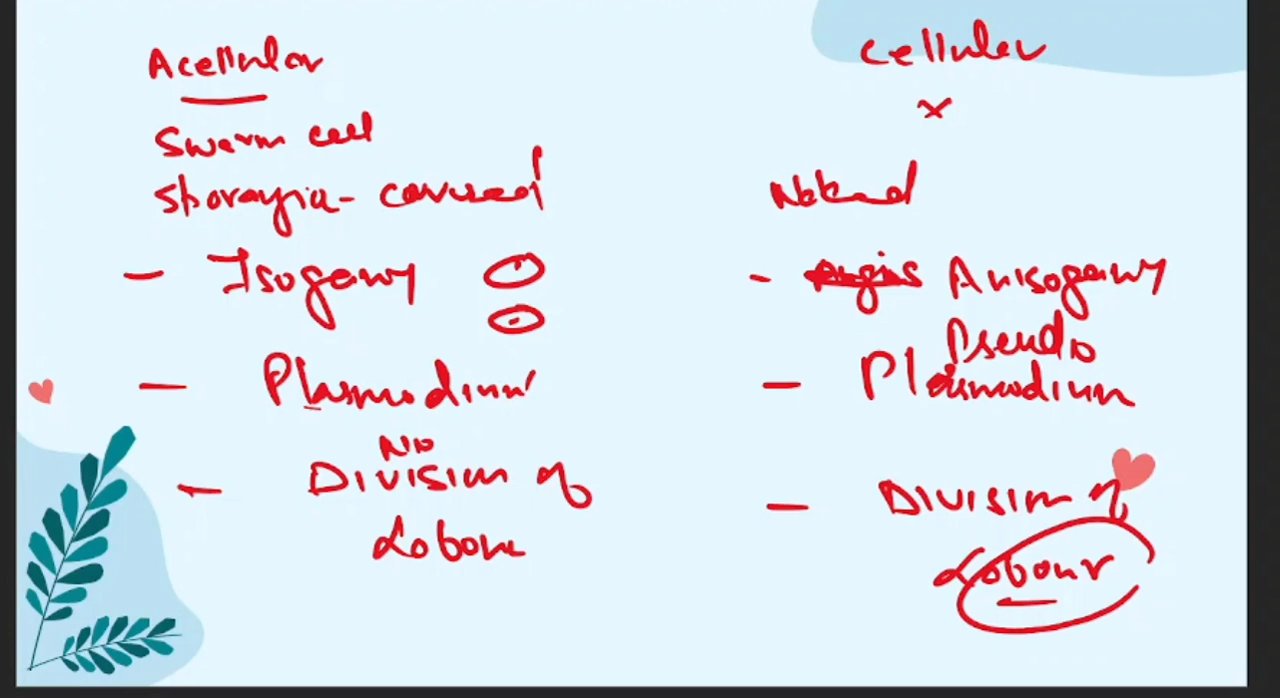 Acellular
Cellular
x
Swarm cell
Sporangia - covered
Naked
- Isogamy
- Anisogamy
- Plasmodium
- Pseudo
Plasmodium
- No
Division of
Labour
- Division of
Labour